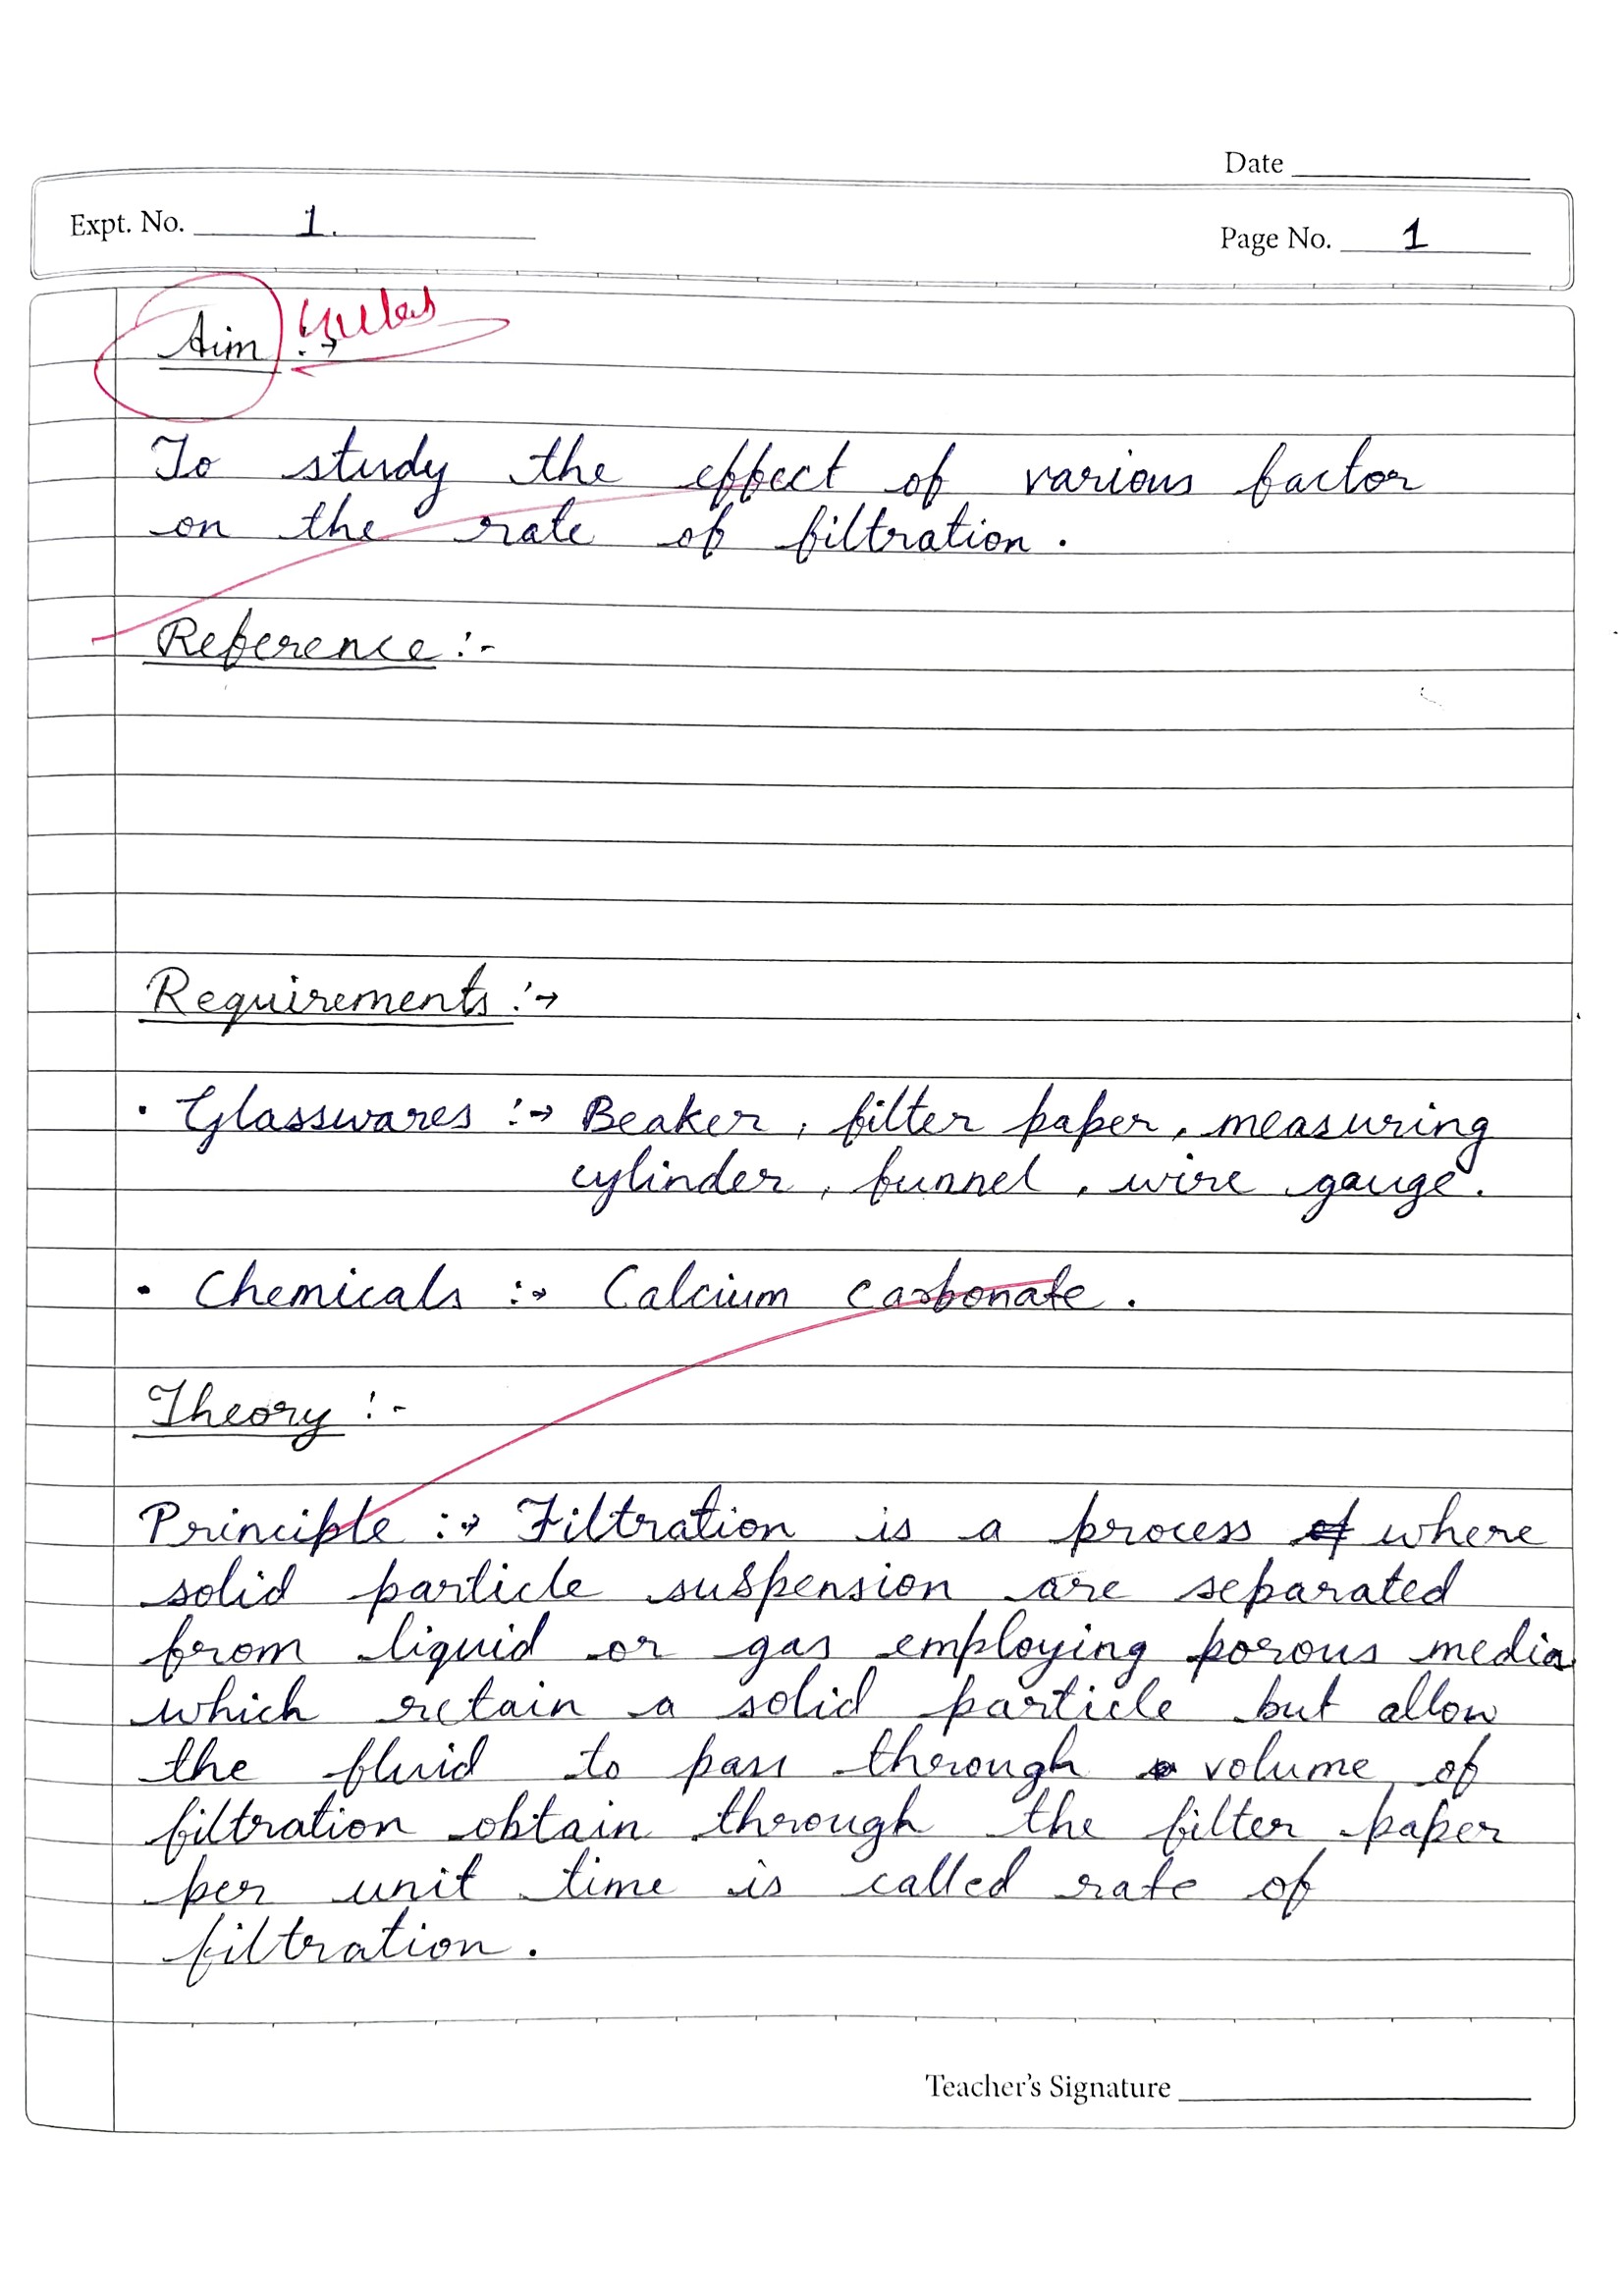 Date
Expt. No. 1.
Page No. 1
Aim :→
To study the effect of various factor
on the rate of filtration.
Reference :-
Requirements :→
• Glasswares :→ Beaker, filter paper, measuring
cylinder, funnel, wire gauge.
• Chemicals :→ Calcium carbonate.
Theory :-
Principle :→ Filtration is a process of where
solid particle suspension are separated
from liquid or gas employing porous media
which retain a solid particle but allow
the fluid to pass through volume of
filtration obtain through the filter paper
per unit time is called rate of
filtration.
Teacher's Signature